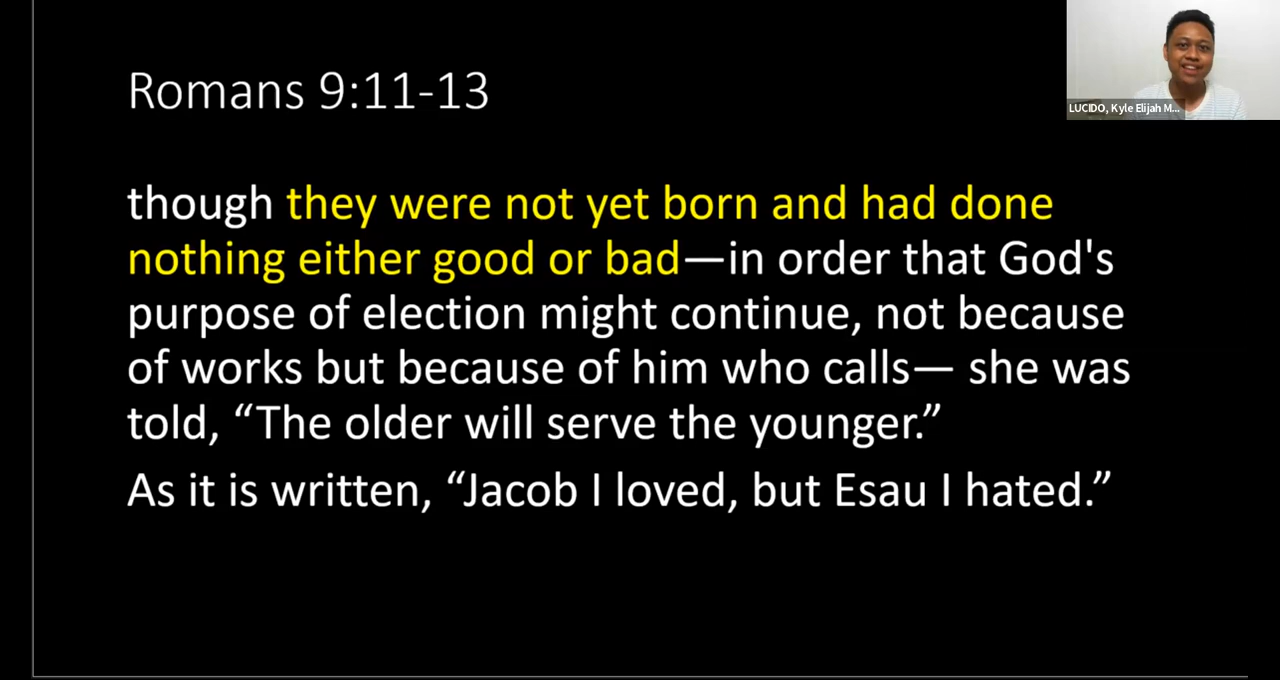 Romans 9:11-13
LUCIDO, Kyle Elijah M...
though they were not yet born and had done
nothing either good or bad—in order that God's
purpose of election might continue, not because
of works but because of him who calls— she was
told, “The older will serve the younger.”
As it is written, “Jacob I loved, but Esau I hated.”